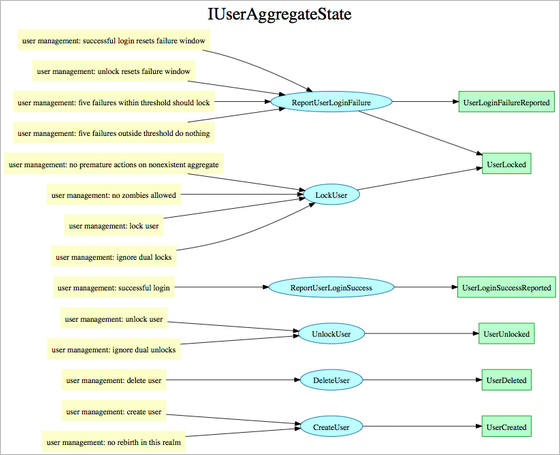 IUserAggregateState
user management: successful login resets failure window
user management: unlock resets failure window
user management: five failures within threshold should lock
user management: five failures outside threshold do nothing
ReportUserLoginFailure
UserLoginFailureReported
UserLocked
user management: no premature actions on nonexistent aggregate
user management: no zombies allowed
user management: lock user
user management: ignore dual locks
LockUser
user management: successful login
ReportUserLoginSuccess
UserLoginSuccessReported
user management: unlock user
user management: ignore dual unlocks
UnlockUser
UserUnlocked
user management: delete user
DeleteUser
UserDeleted
user management: create user
user management: no rebirth in this realm
CreateUser
UserCreated